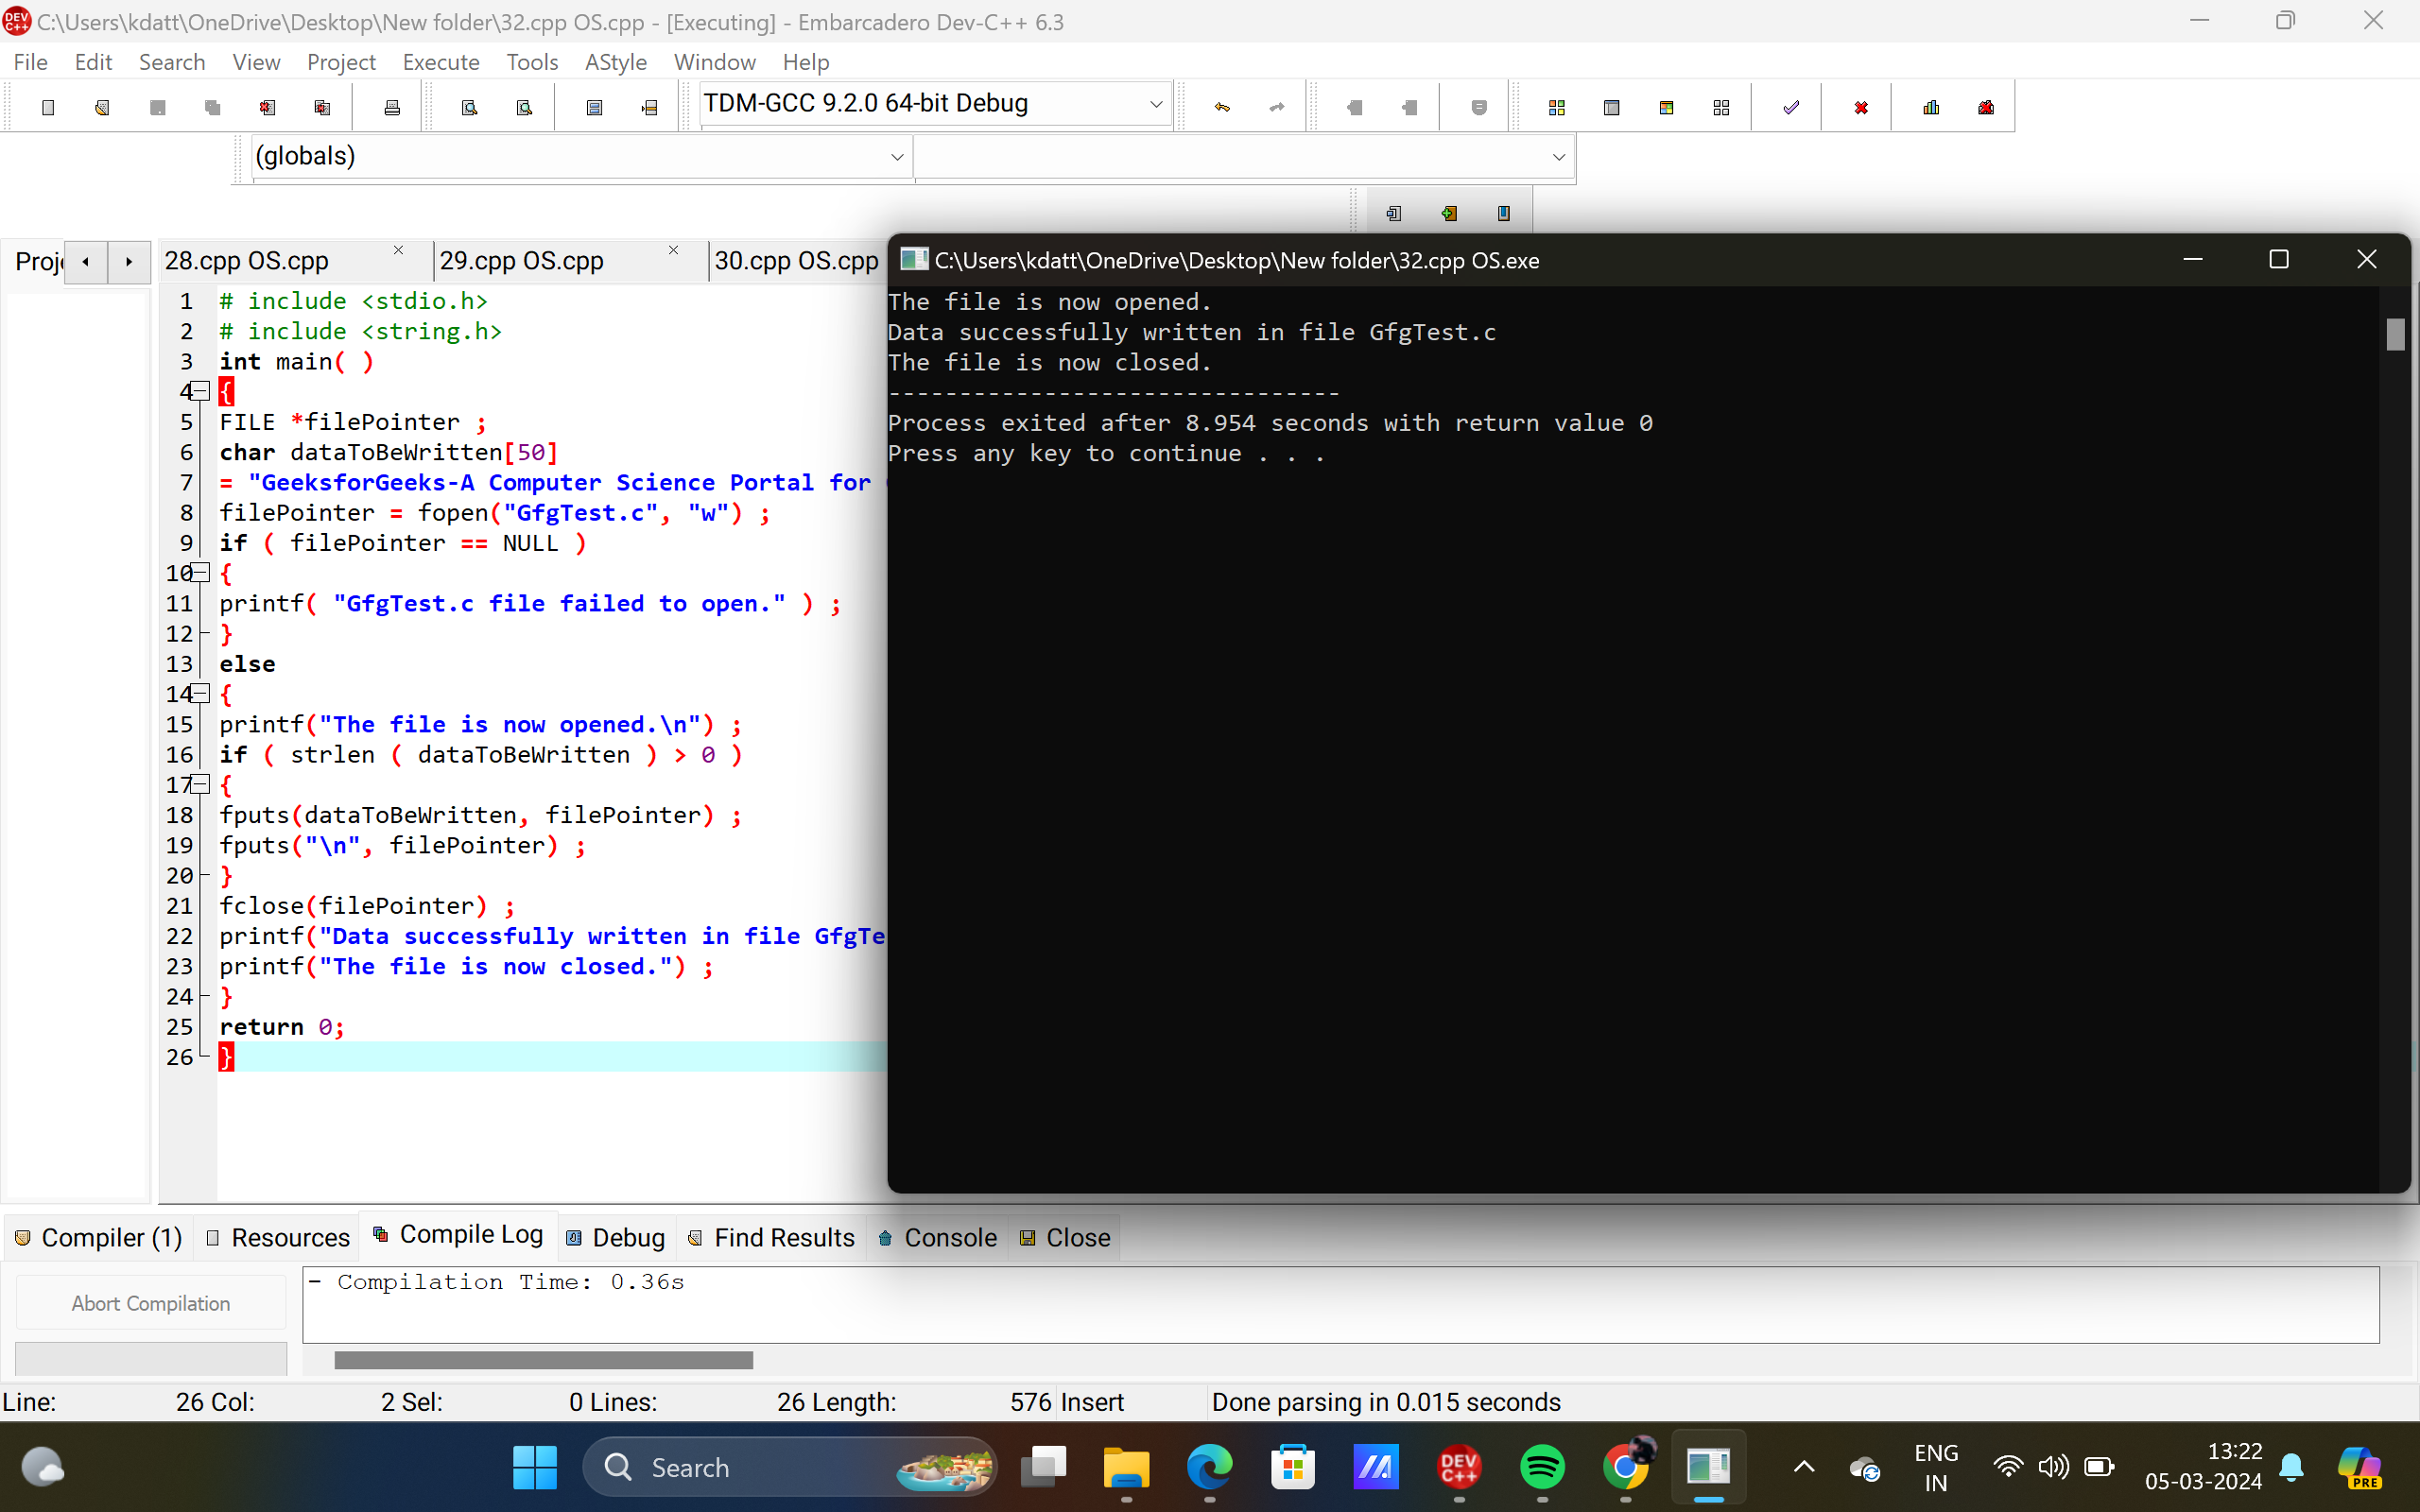 C:\Users\kdatt\OneDrive\Desktop\New folder\32.cpp OS.cpp - [Executing] - Embarcadero Dev-C++ 6.3
File Edit Search View Project Execute Tools AStyle Window Help
TDM-GCC 9.2.0 64-bit Debug
(globals)
Proj
28.cpp OS.cpp
29.cpp OS.cpp
30.cpp OS.cpp
1 # include <stdio.h>
2 # include <string.h>
3 int main( )
4 {
5 FILE *filePointer ;
6 char dataToBeWritten[50]
7 = "GeeksforGeeks-A Computer Science Portal for
8 filePointer = fopen("GfgTest.c", "w") ;
9 if ( filePointer == NULL )
10 {
11 printf( "GfgTest.c file failed to open." ) ;
12 }
13 else
14 {
15 printf("The file is now opened.\n") ;
16 if ( strlen ( dataToBeWritten ) > 0 )
17 {
18 fputs(dataToBeWritten, filePointer) ;
19 fputs("\n", filePointer) ;
20 }
21 fclose(filePointer) ;
22 printf("Data successfully written in file GfgTe
23 printf("The file is now closed.") ;
24 }
25 return 0;
26 }
C:\Users\kdatt\OneDrive\Desktop\New folder\32.cpp OS.exe
The file is now opened.
Data successfully written in file GfgTest.c
The file is now closed.
--------------------------------
Process exited after 8.954 seconds with return value 0
Press any key to continue . . .
Compiler (1) Resources Compile Log Debug Find Results Console Close
Abort Compilation
- Compilation Time: 0.36s
Line: 26 Col: 2 Sel: 0 Lines: 26 Length: 576 Insert Done parsing in 0.015 seconds
Search
DEV C++
ENG
IN
13:22
05-03-2024
PRE